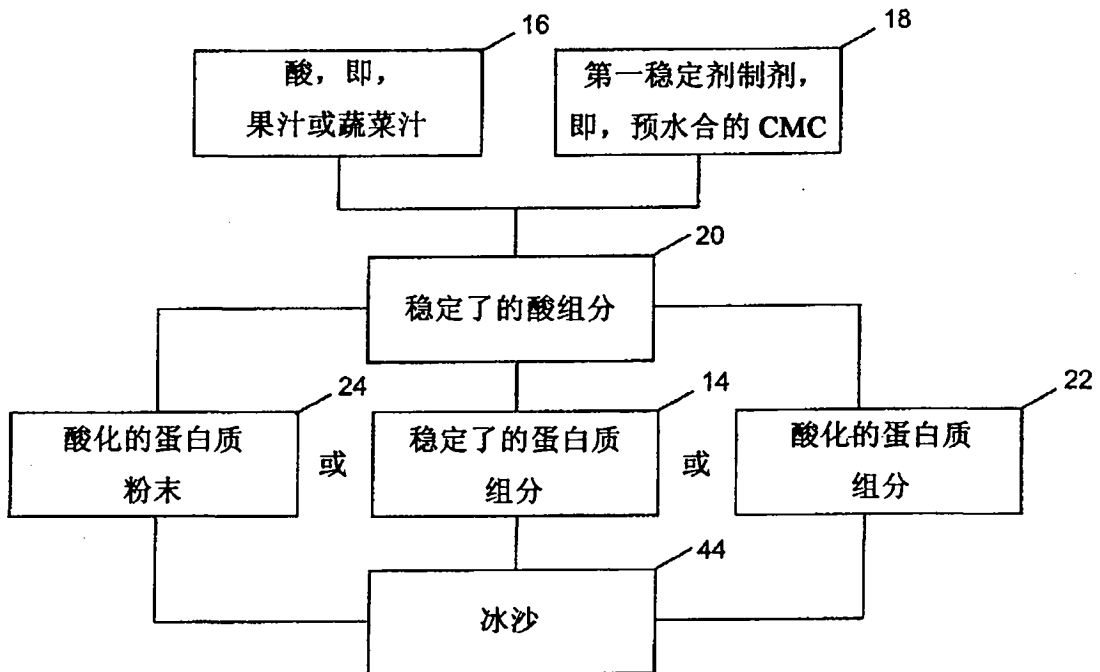 16
18
酸，即，
果汁或蔬菜汁
第一稳定剂制剂，
即，预水合的 CMC
20
稳定了的酸组分
24
14
22
酸化的蛋白质
粉末
或
稳定了的蛋白质
组分
或
酸化的蛋白质
组分
44
冰沙